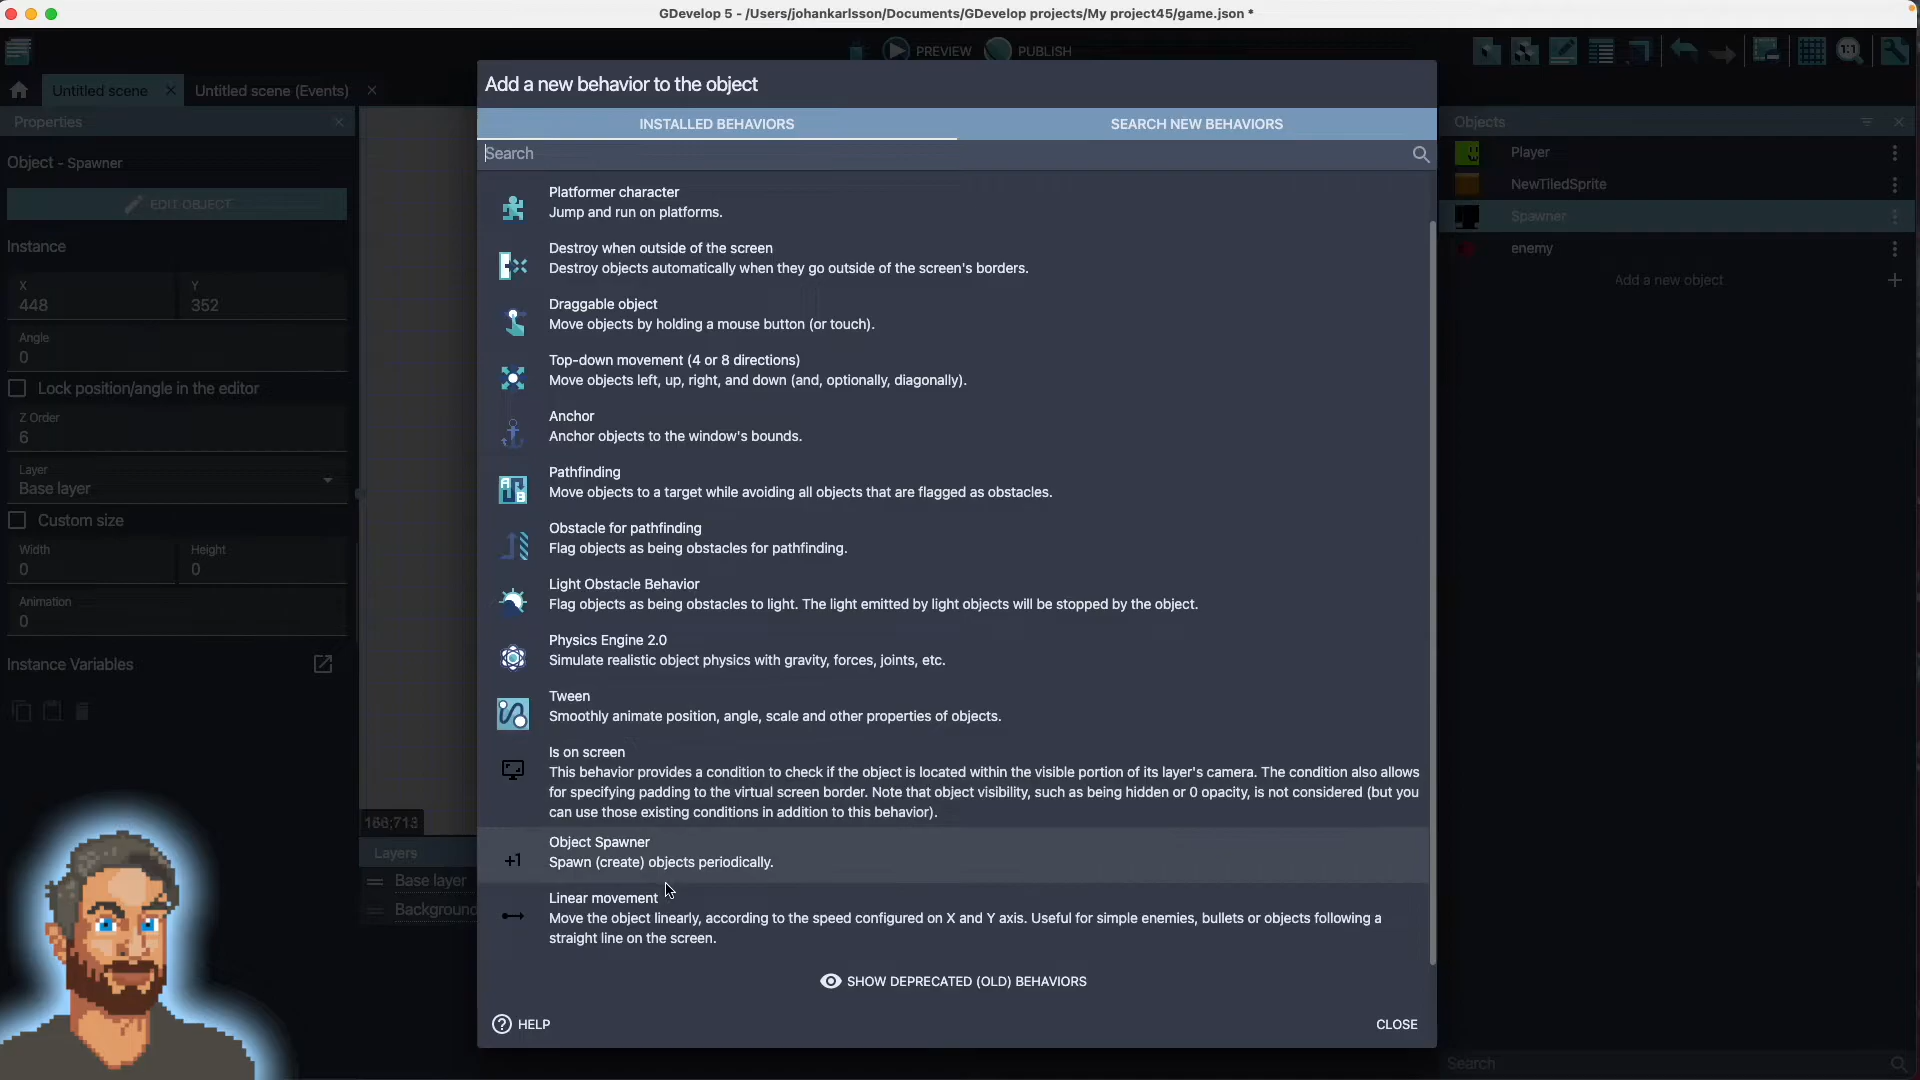 GDevelop 5 - /Users/johankarlsson/Documents/GDevelop projects/My project45/game.json *
PREVIEW
PUBLISH
1:1
Untitled scene
Untitled scene (Events)
Properties
Object - Spawner
EDIT OBJECT
Instance
X
448
Y
352
Angle
0
Lock position/angle in the editor
Z Order
6
Layer
Base layer
Custom size
Width
0
Height
0
Animation
0
Instance Variables
Add a new behavior to the object
INSTALLED BEHAVIORS
SEARCH NEW BEHAVIORS
Search
Platformer character
Jump and run on platforms.
Destroy when outside of the screen
Destroy objects automatically when they go outside of the screen's borders.
Draggable object
Move objects by holding a mouse button (or touch).
Top-down movement (4 or 8 directions)
Move objects left, up, right, and down (and, optionally, diagonally).
Anchor
Anchor objects to the window's bounds.
Pathfinding
Move objects to a target while avoiding all objects that are flagged as obstacles.
Obstacle for pathfinding
Flag objects as being obstacles for pathfinding.
Light Obstacle Behavior
Flag objects as being obstacles to light. The light emitted by light objects will be stopped by the object.
Physics Engine 2.0
Simulate realistic object physics with gravity, forces, joints, etc.
Tween
Smoothly animate position, angle, scale and other properties of objects.
Is on screen
This behavior provides a condition to check if the object is located within the visible portion of its layer's camera. The condition also allows
for specifying padding to the virtual screen border. Note that object visibility, such as being hidden or 0 opacity, is not considered (but you
can use those existing conditions in addition to this behavior).
+1
Object Spawner
Spawn (create) objects periodically.
Linear movement
Move the object linearly, according to the speed configured on X and Y axis. Useful for simple enemies, bullets or objects following a
straight line on the screen.
SHOW DEPRECATED (OLD) BEHAVIORS
HELP
CLOSE
Layers
Base layer
Background
Objects
Player
NewTiledSprite
Spawner
enemy
Add a new object
Search